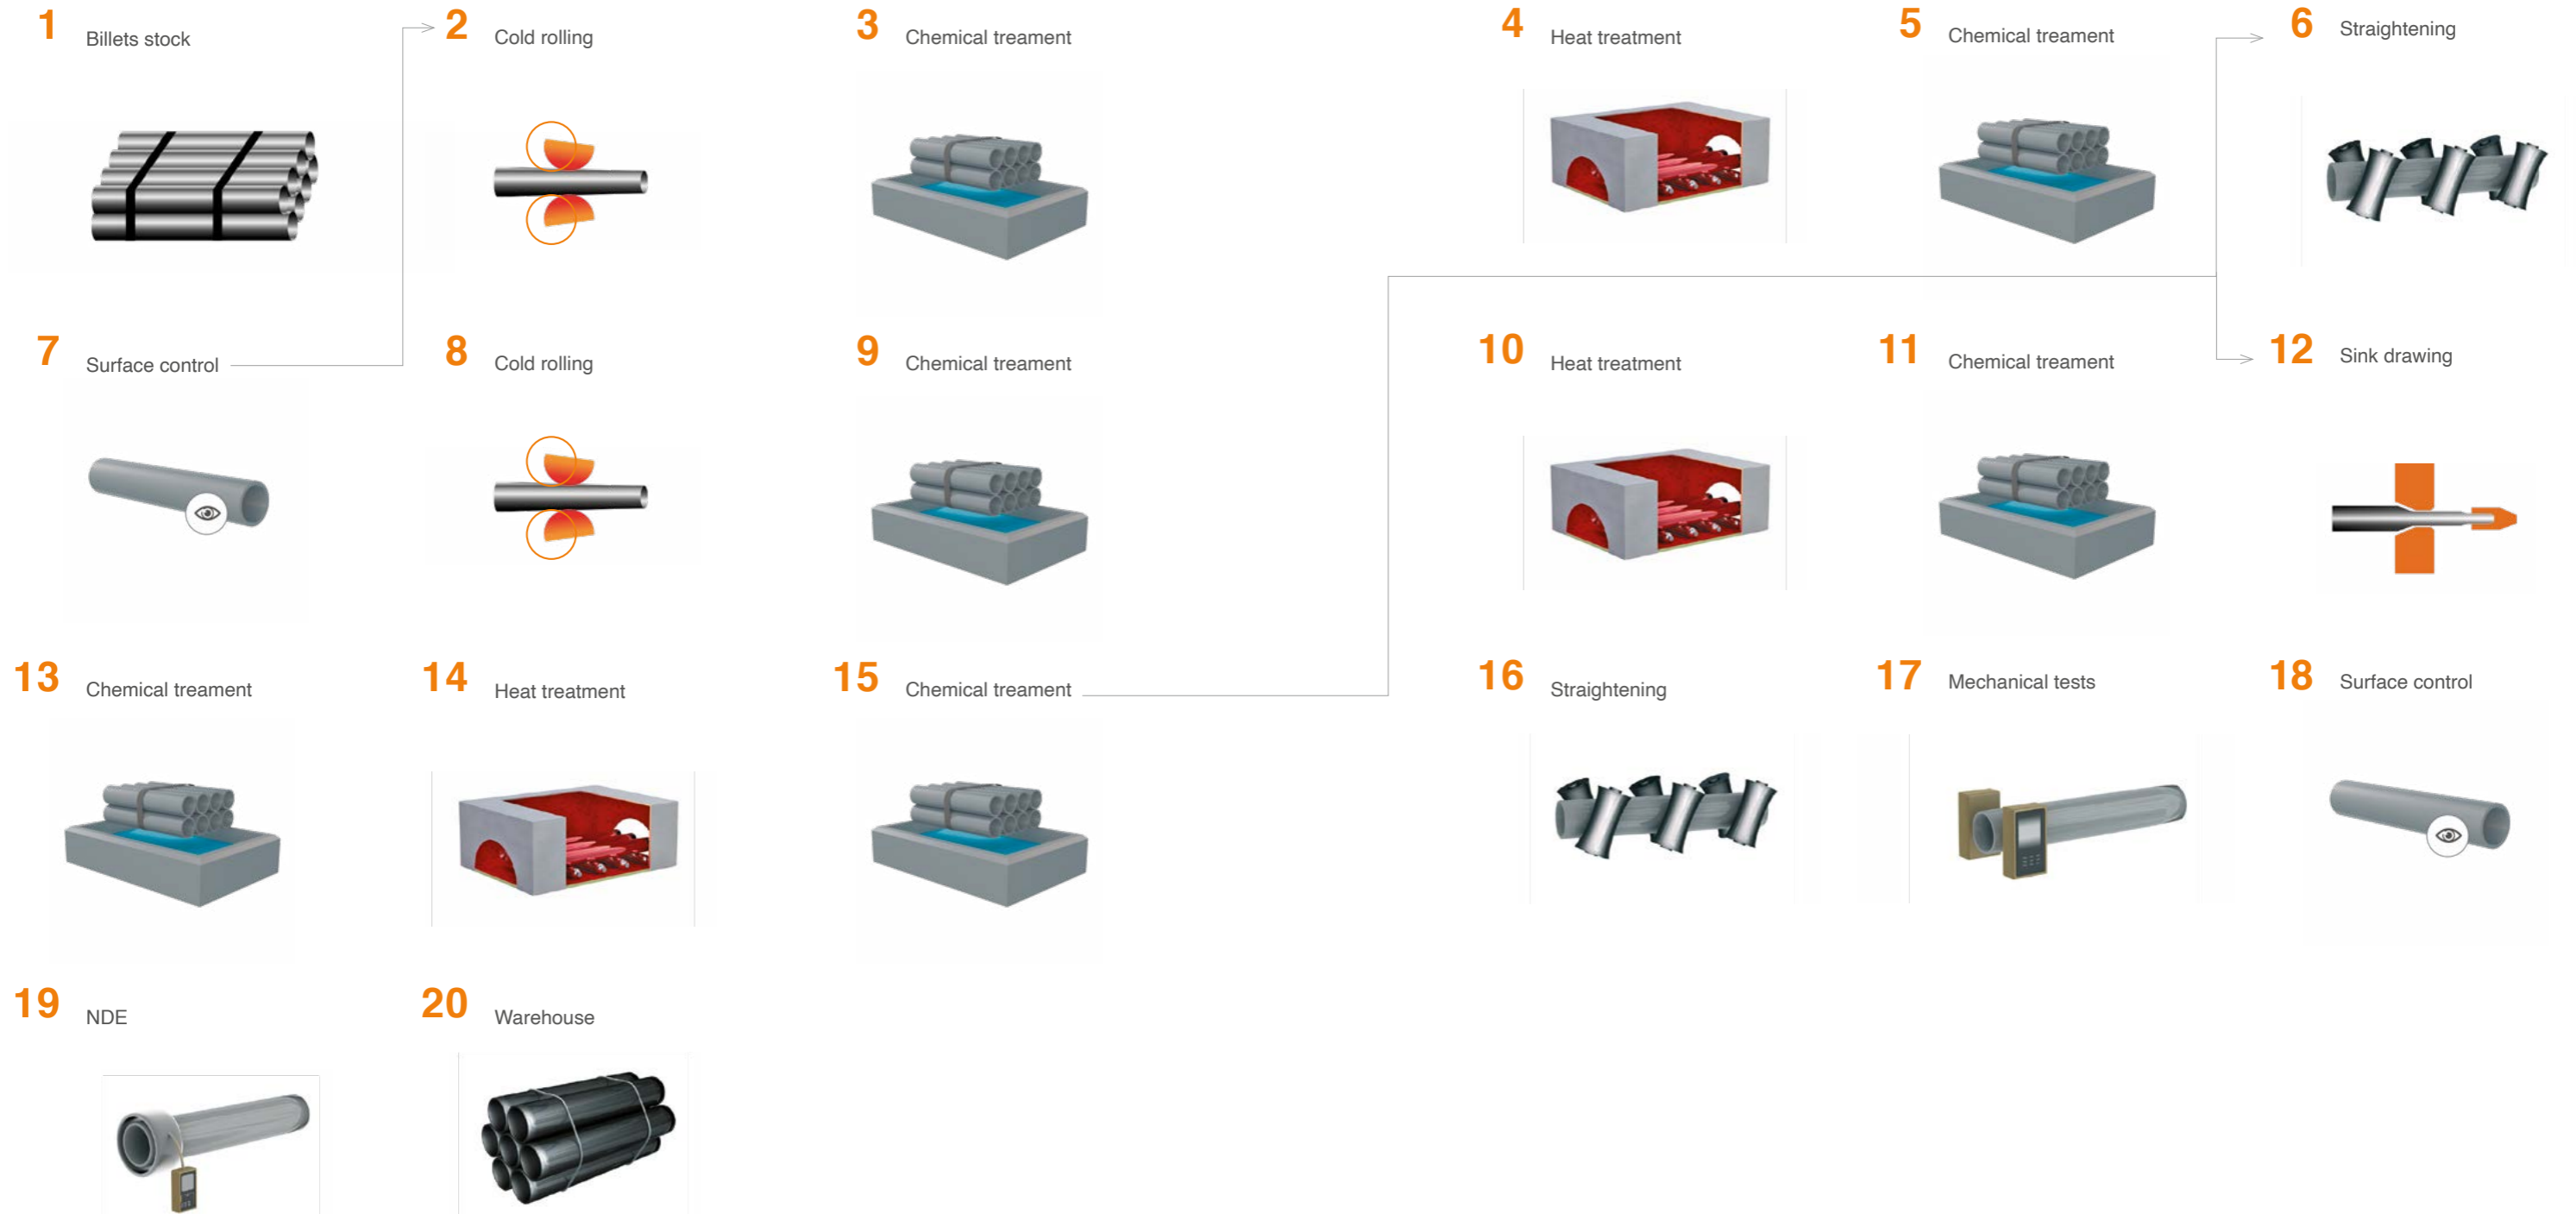 1 Billets stock
2 Cold rolling
3 Chemical treament
4 Heat treatment
5 Chemical treament
6 Straightening
7 Surface control
8 Cold rolling
9 Chemical treament
10 Heat treatment
11 Chemical treament
12 Sink drawing
13 Chemical treament
14 Heat treatment
15 Chemical treament
16 Straightening
17 Mechanical tests
18 Surface control
19 NDE
20 Warehouse